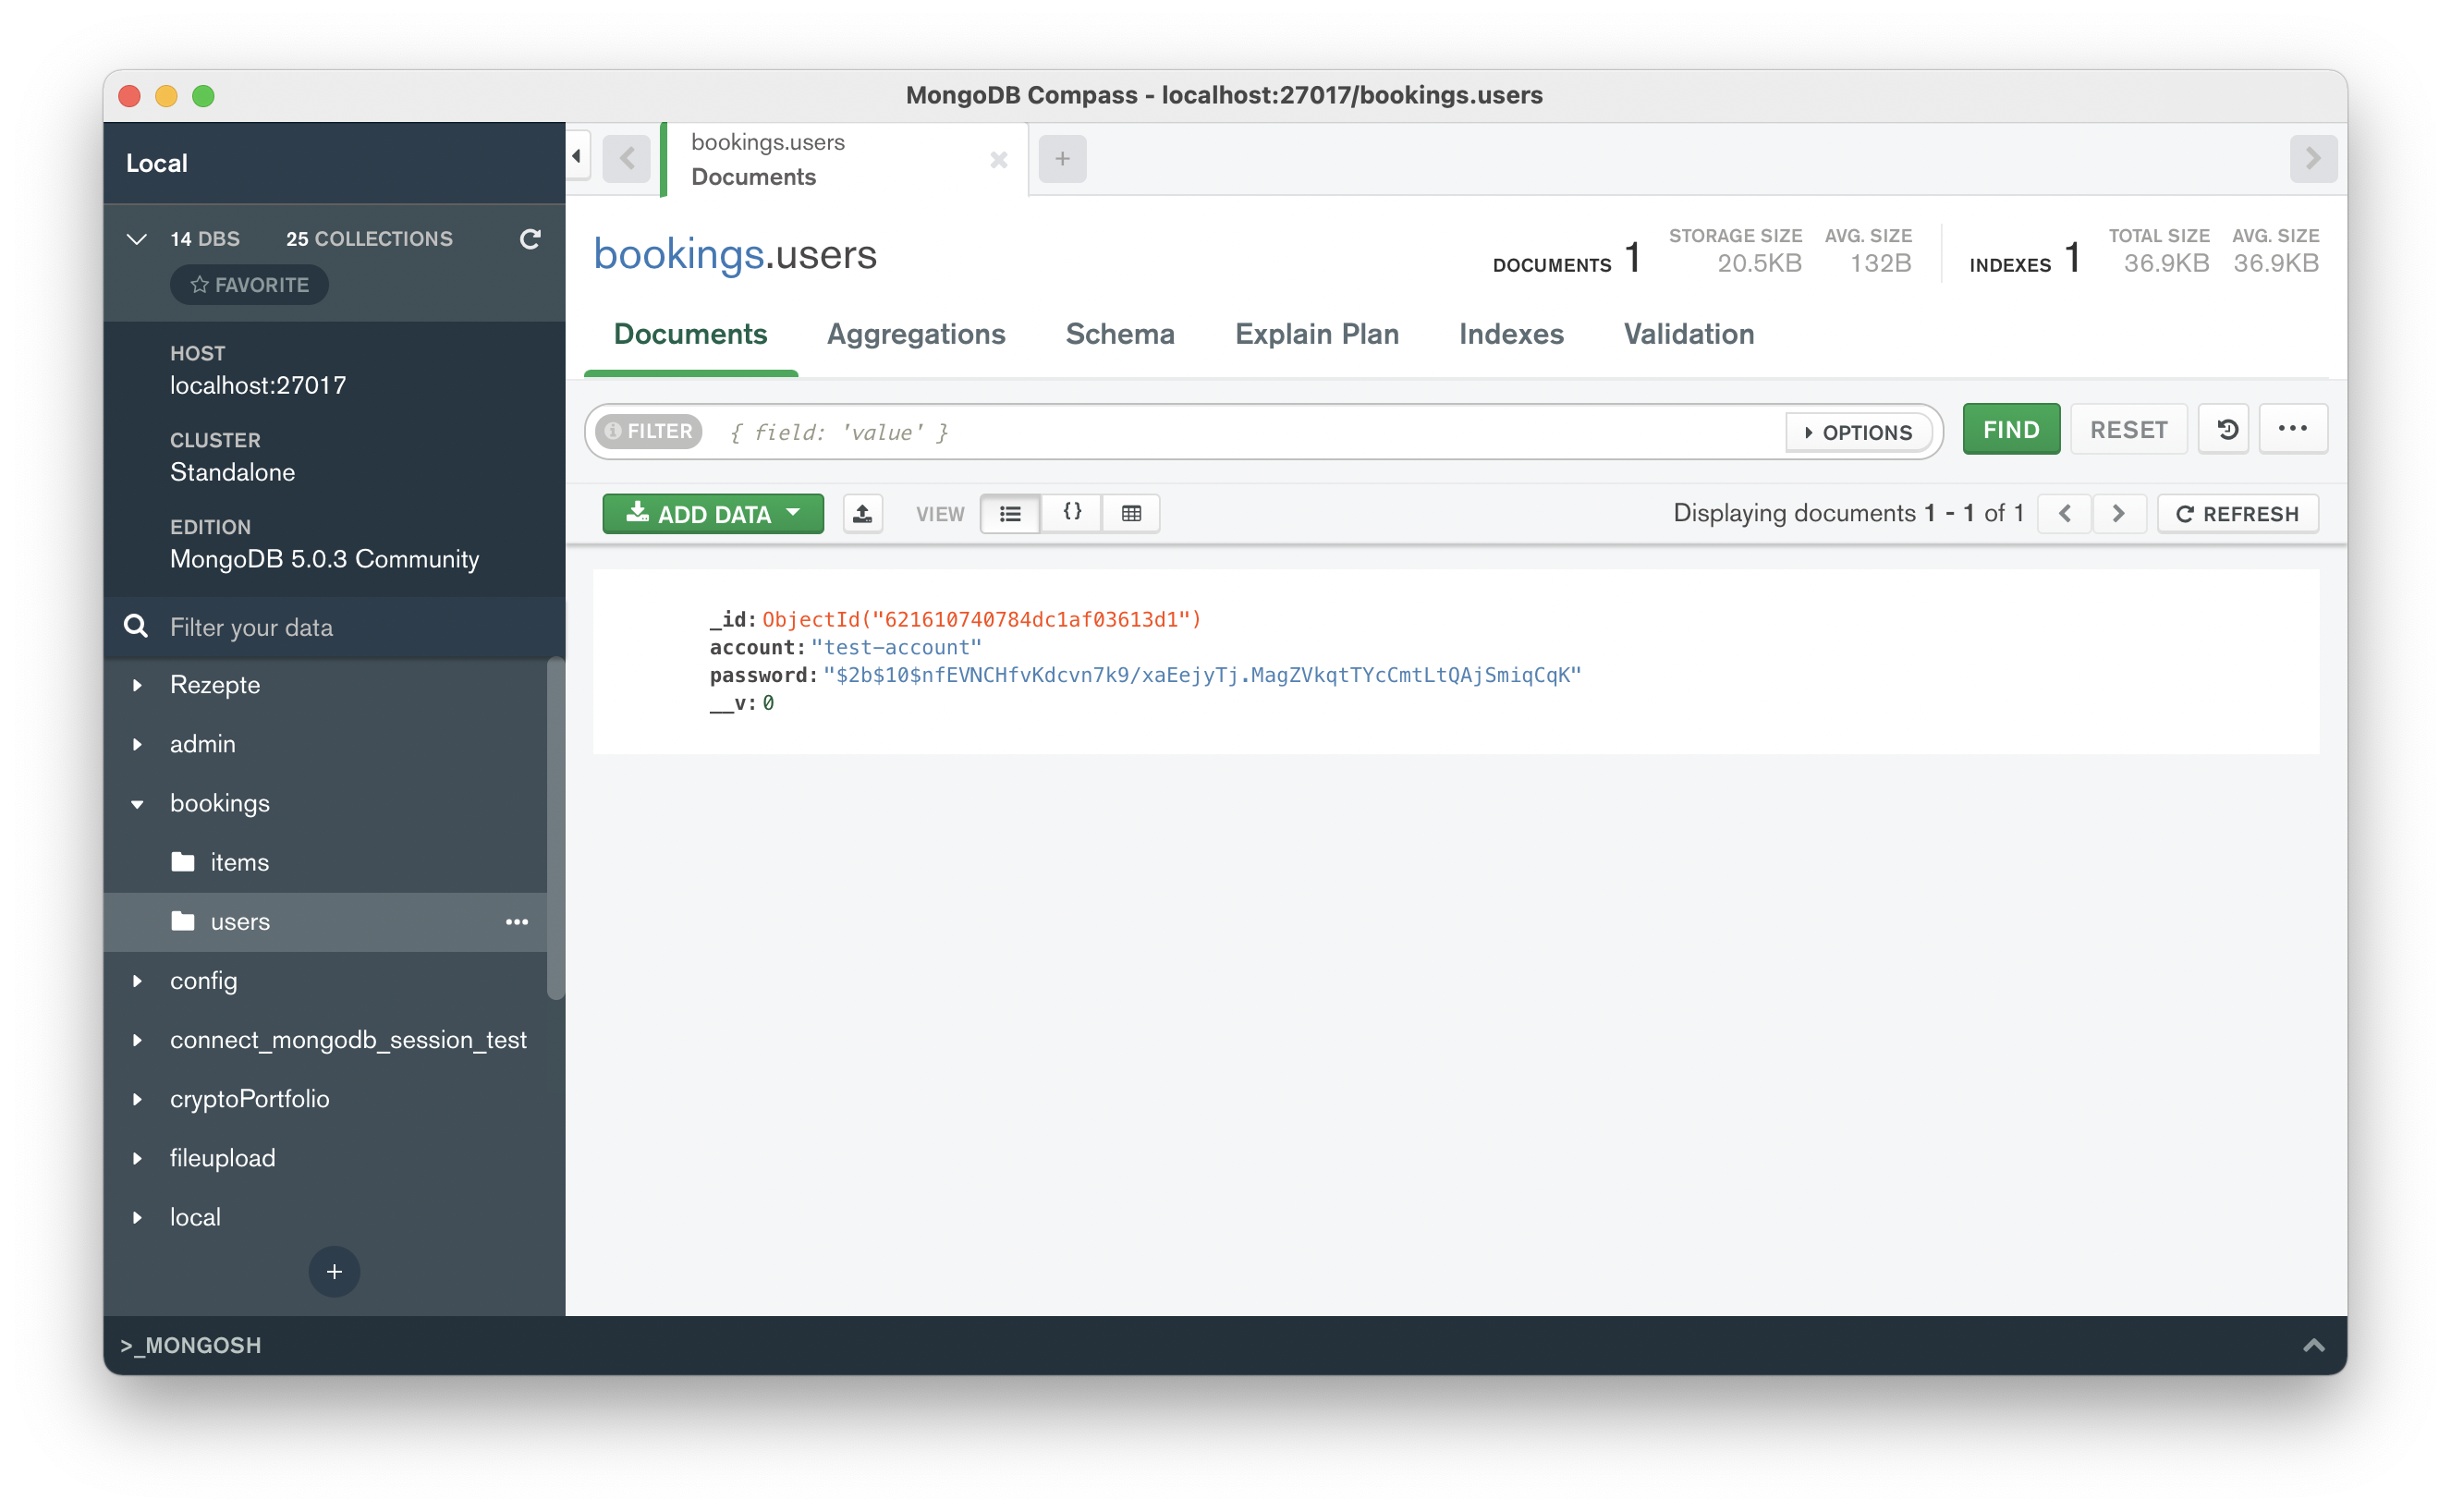 MongoDB Compass - localhost:27017/bookings.users
Local
14 DBS 25 COLLECTIONS
FAVORITE
HOST
localhost:27017
CLUSTER
Standalone
EDITION
MongoDB 5.0.3 Community
Filter your data
Rezepte
admin
bookings
items
users
config
connect_mongodb_session_test
cryptoPortfolio
fileupload
local
+
bookings.users
Documents
+
bookings.users
DOCUMENTS 1
STORAGE SIZE
20.5KB
AVG. SIZE
132B
INDEXES 1
TOTAL SIZE
36.9KB
AVG. SIZE
36.9KB
Documents Aggregations Schema Explain Plan Indexes Validation
FILTER { field: 'value' } OPTIONS FIND RESET ...
ADD DATA VIEW {} Displaying documents 1 - 1 of 1 REFRESH
_id: ObjectId("621610740784dc1af03613d1")
account: "test-account"
password: "$2b$10$nfEVNCHfvKdcvn7k9/xaEejyTj.MagZVkqtTYcCmtLtQAjSmiqCqK"
__v: 0
>_MONGOSH